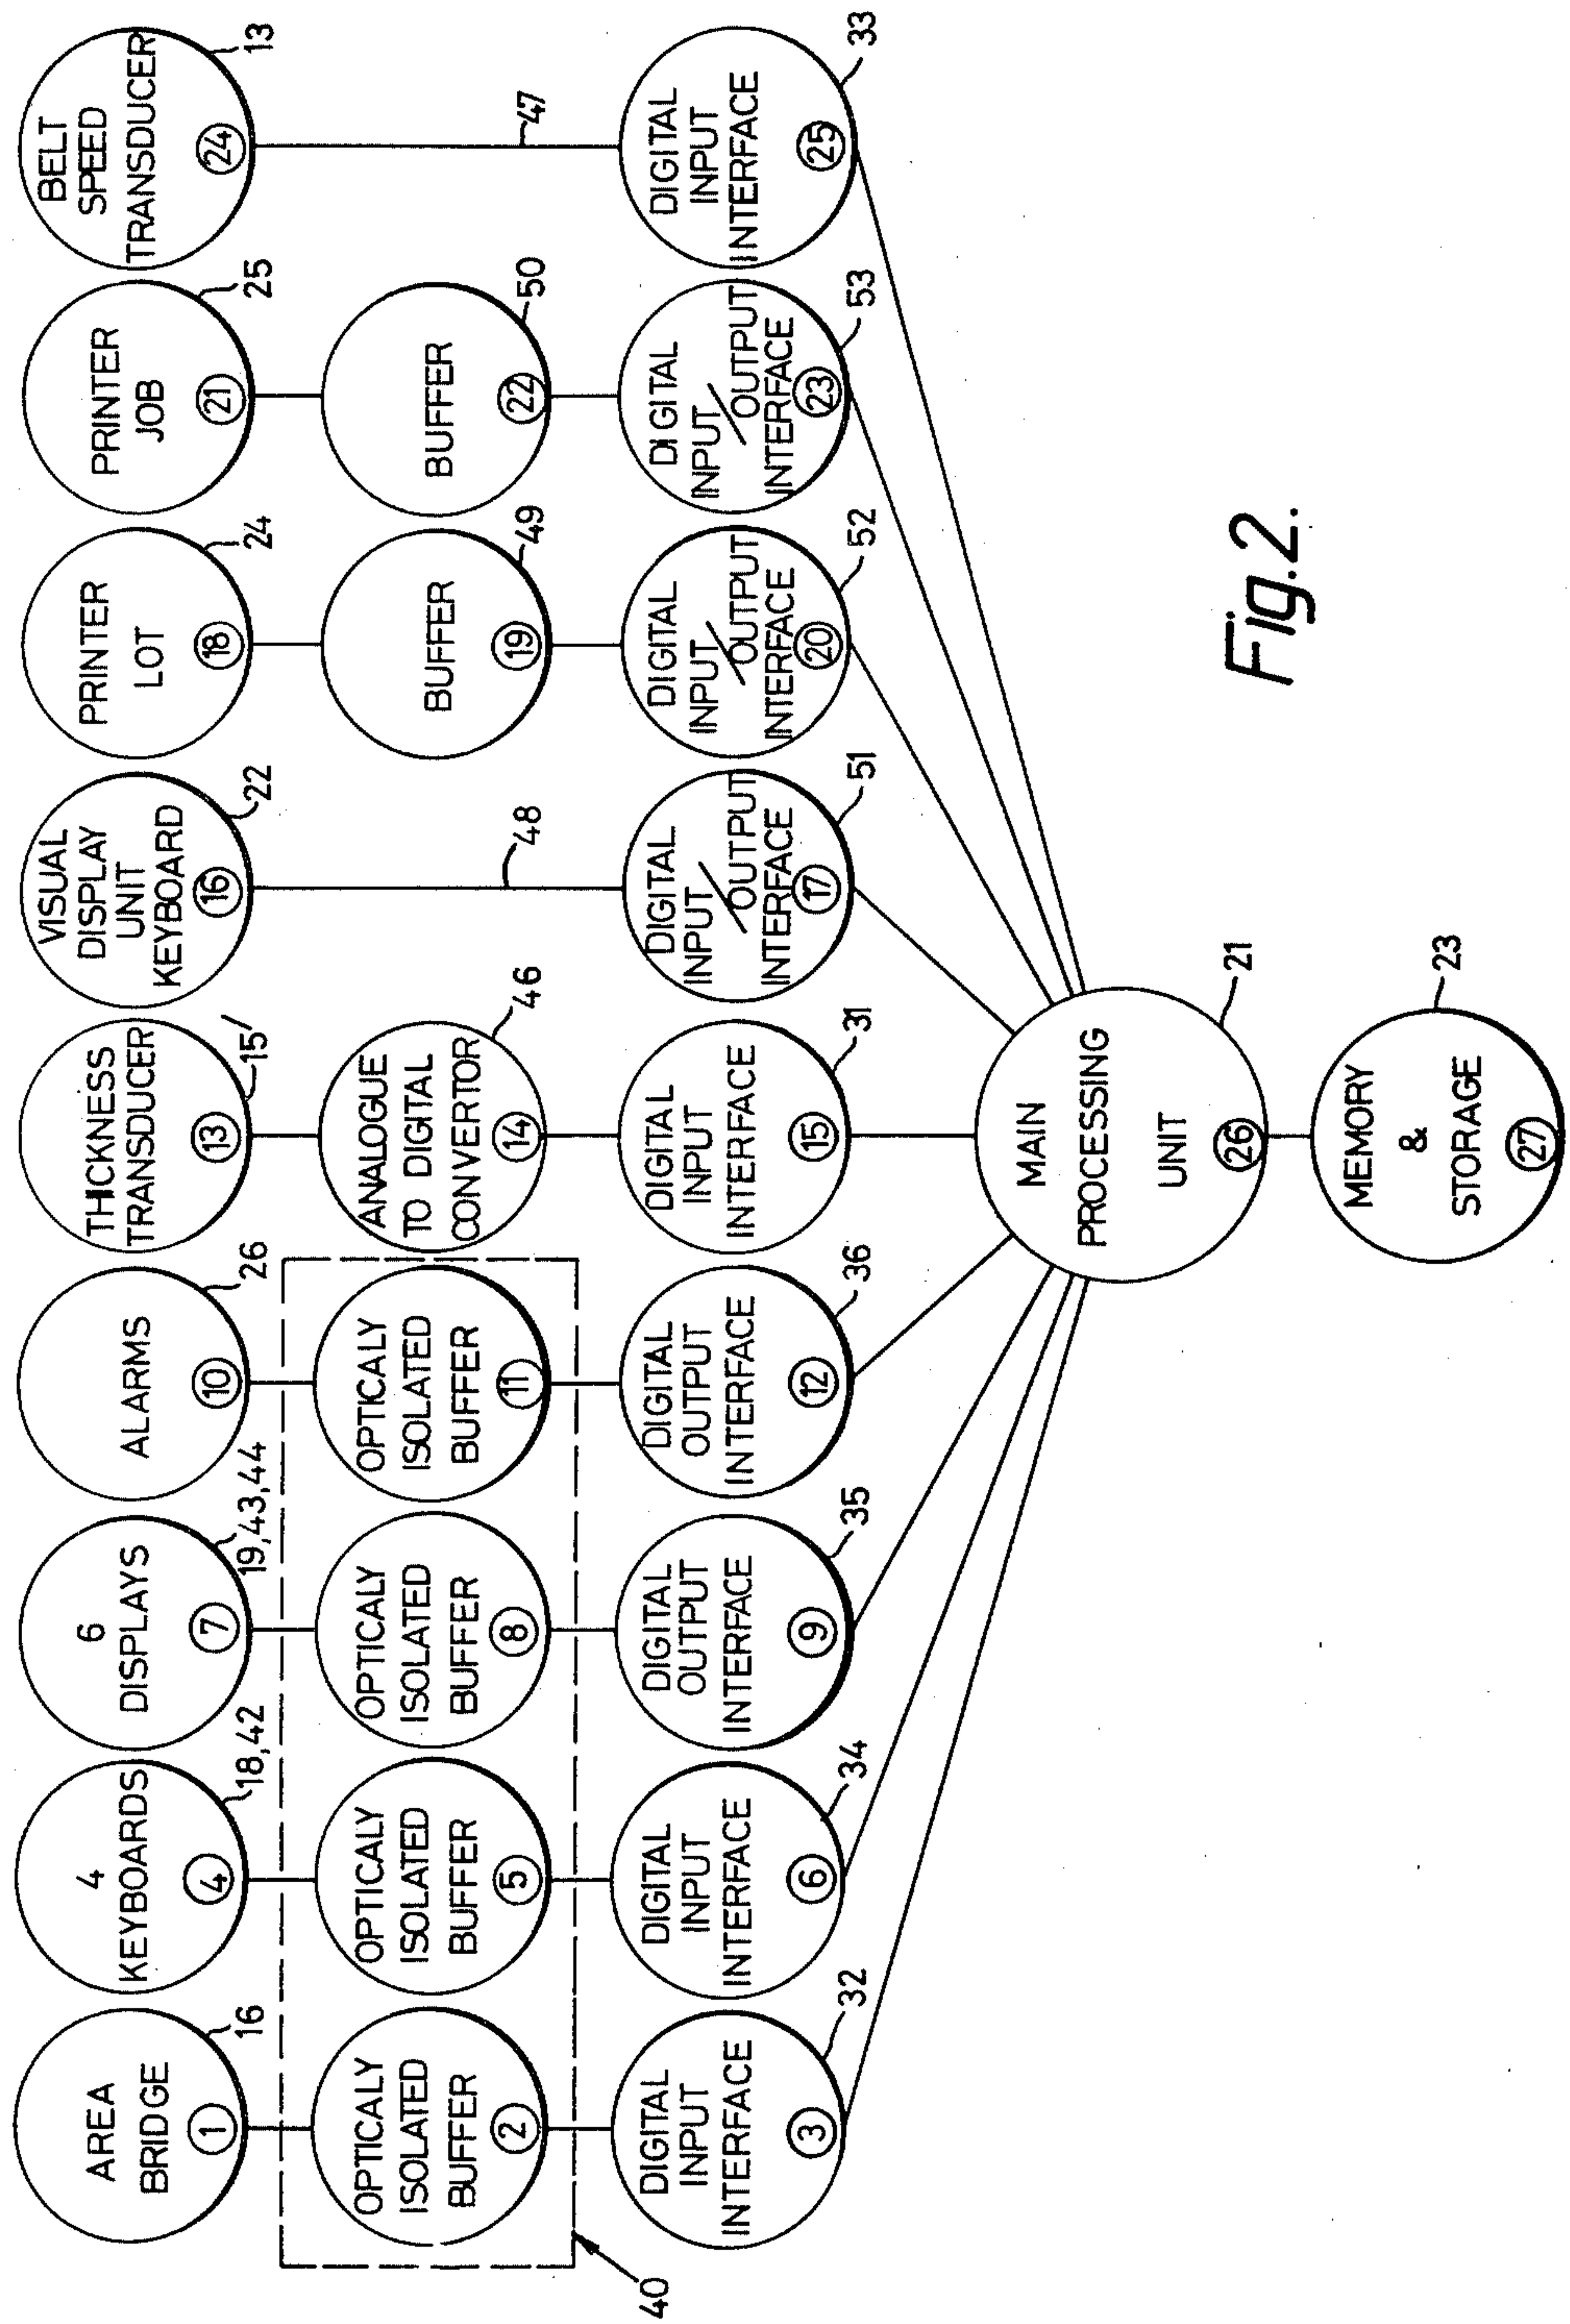 AREA
BRIDGE
1
16
4
KEYBOARDS
4
18,42
6
DISPLAYS
7
19,43,44
ALARMS
10
26
THICKNESS
TRANSDUCER
13
15'
VISUAL
DISPLAY
UNIT
KEYBOARD
16
22
PRINTER
LOT
18
24
PRINTER
JOB
21
25
BELT
SPEED
TRANSDUCER
24
13
OPTICALY
ISOLATED
BUFFER
2
OPTICALY
ISOLATED
BUFFER
5
OPTICALY
ISOLATED
BUFFER
8
OPTICALY
ISOLATED
BUFFER
11
ANALOGUE
TO DIGITAL
CONVERTOR
14
46
48
BUFFER
19
49
BUFFER
22
50
47
40
DIGITAL
INPUT
INTERFACE
3
32
DIGITAL
INPUT
INTERFACE
6
34
DIGITAL
OUTPUT
INTERFACE
9
35
DIGITAL
OUTPUT
INTERFACE
12
36
DIGITAL
INPUT
INTERFACE
15
31
DIGITAL
INPUT
/OUTPUT
INTERFACE
17
51
DIGITAL
INPUT
/OUTPUT
INTERFACE
20
52
DIGITAL
INPUT
/OUTPUT
INTERFACE
23
53
DIGITAL
INPUT
INTERFACE
25
33
MAIN
PROCESSING
UNIT
26
21
MEMORY
&
STORAGE
27
23
Fig.2.